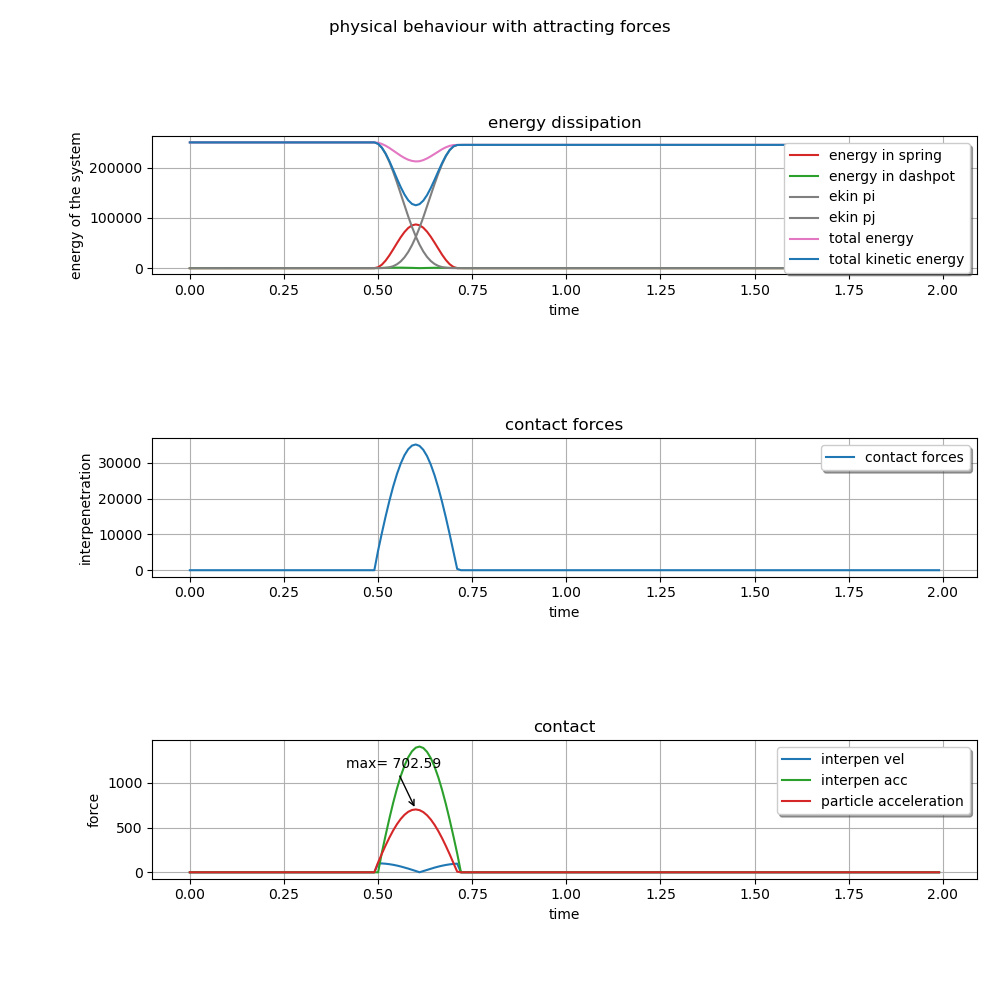 physical behaviour with attracting forces
energy dissipation
energy of the system
200000
100000
0
energy in spring
energy in dashpot
ekin pi
ekin pj
total energy
total kinetic energy
0.00 0.25 0.50 0.75 1.00 1.25 1.50 1.75 2.00
time
contact forces
interpenetration
30000
20000
10000
0
contact forces
0.00 0.25 0.50 0.75 1.00 1.25 1.50 1.75 2.00
time
contact
force
1000
500
0
max= 702.59
interpen vel
interpen acc
particle acceleration
0.00 0.25 0.50 0.75 1.00 1.25 1.50 1.75 2.00
time